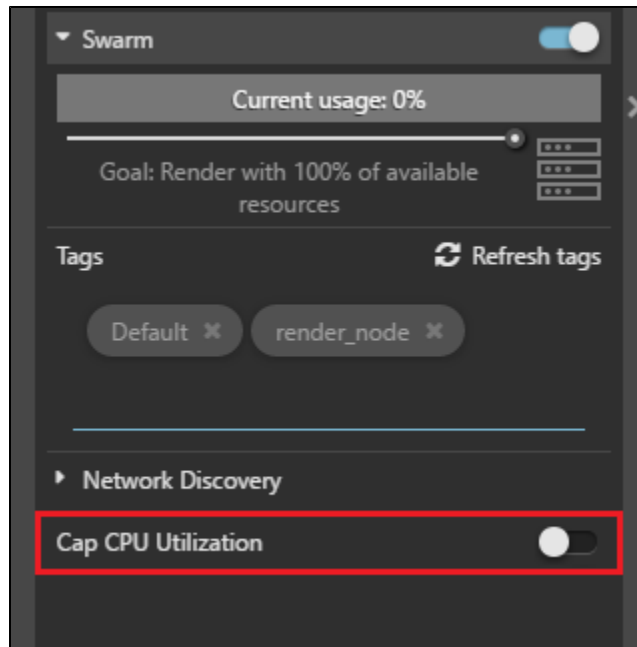 Swarm
Current usage: 0%
Goal: Render with 100% of available
resources
Tags
Refresh tags
Default
render_node
Network Discovery
Cap CPU Utilization